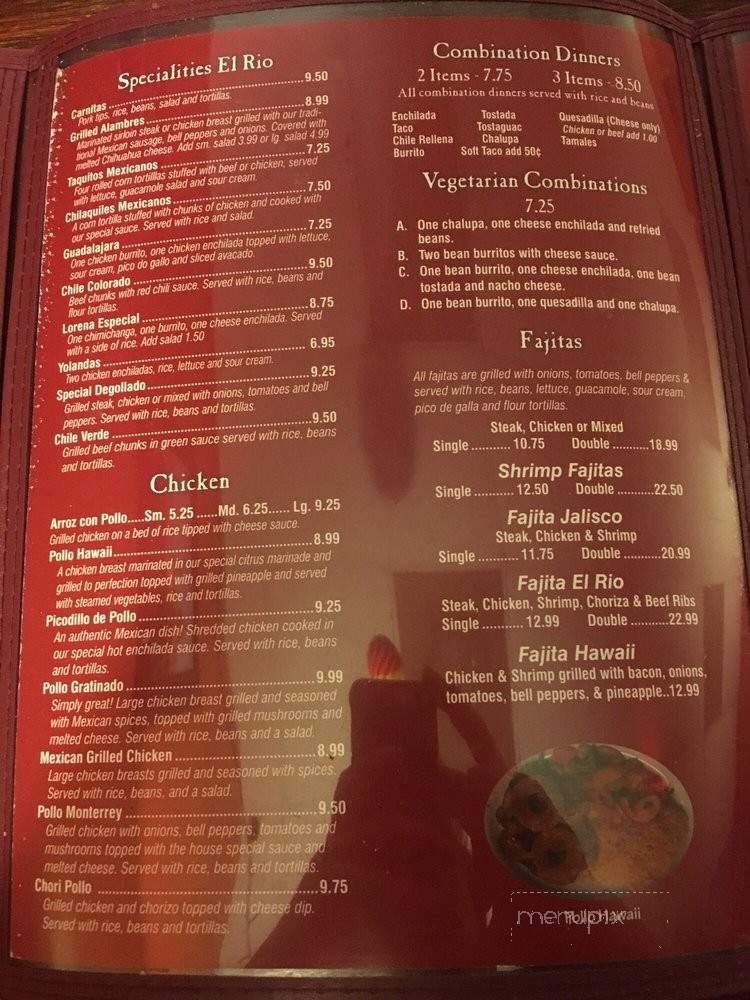 Specialities El Rio
Carnitas ........ 9.50
Pork tips, rice, beans, salad and tortillas.
Grilled Alambres ........ 8.99
Marinated sirloin steak or chicken breast grilled with our tradi-
tional Mexican sausage, bell peppers and onions. Covered with
melted Chihuahua cheese. Add sm. salad 3.99 or lg. salad 4.99
Taquitos Mexicanos ........ 7.25
Four rolled corn tortillas stuffed with beef or chicken, served
with lettuce, guacamole salad and sour cream.
Chilaquiles Mexicanos ........ 7.50
A corn tortilla stuffed with chunks of chicken and cooked with
our special sauce. Served with rice and salad.
Guadalajara ........ 7.25
One chicken burrito, one chicken enchilada topped with lettuce,
sour cream, pico do gallo and sliced avacado.
Chile Colorado ........ 9.50
Beef chunks with red chili sauce. Served with rice, beans and
flour tortillas.
Lorena Especial ........ 8.75
One chimichanga, one burrito, one cheese enchilada. Served
with a side of rice. Add salad 1.50
Yolandas ........ 6.95
Two chicken enchiladas, rice, lettuce and sour cream.
Special Degollado ........ 9.25
Grilled steak, chicken or mixed with onions, tomatoes and bell
peppers. Served with rice, beans and tortillas.
Chile Verde ........ 9.50
Grilled beef chunks in green sauce served with rice, beans
and tortillas.
Chicken
Arroz con Pollo.....Sm. 5.25 ......Md. 6.25...... Lg. 9.25
Grilled chicken on a bed of rice tipped with cheese sauce.
Pollo Hawaii ........ 8.99
A chicken breast marinated in our special citrus marinade and
grilled to perfection topped with grilled pineapple and served
with steamed vegetables, rice and tortillas.
Picodillo de Pollo ........ 9.25
An authentic Mexican dish! Shredded chicken cooked in
our special hot enchilada sauce. Served with rice, beans
and tortillas.
Pollo Gratinado ........ 9.99
Simply great! Large chicken breast grilled and seasoned
with Mexican spices, topped with grilled mushrooms and
melted cheese. Served with rice, beans and a salad.
Mexican Grilled Chicken ........ 8.99
Large chicken breasts grilled and seasoned with spices.
Served with rice, beans, and a salad.
Pollo Monterrey ........ 9.50
Grilled chicken with onions, bell peppers, tomatoes and
mushrooms topped with the house special sauce and
melted cheese. Served with rice, beans and tortillas.
Chori Pollo ........ 9.75
Grilled chicken and chorizo topped with cheese dip.
Served with rice, beans and tortillas.
Combination Dinners
2 Items - 7.75 3 Items - 8.50
All combination dinners served with rice and beans
Enchilada Tostada Quesadilla (Cheese only)
Taco Tostaguac Chicken or beef add 1.00
Chile Rellena Chalupa Tamales
Burrito Soft Taco add 50¢
Vegetarian Combinations
7.25
A. One chalupa, one cheese enchilada and refried
beans.
B. Two bean burritos with cheese sauce.
C. One bean burrito, one cheese enchilada, one bean
tostada and nacho cheese.
D. One bean burrito, one quesadilla and one chalupa.
Fajitas
All fajitas are grilled with onions, tomatoes, bell peppers &
served with rice, beans, lettuce, guacamole, sour cream,
pico de galla and flour tortillas.
Steak, Chicken or Mixed
Single ........ 10.75 Double ........ 18.99
Shrimp Fajitas
Single ........ 12.50 Double ........ 22.50
Fajita Jalisco
Steak, Chicken & Shrimp
Single ........ 11.75 Double ........ 20.99
Fajita El Rio
Steak, Chicken, Shrimp, Choriza & Beef Ribs
Single ........ 12.99 Double ........ 22.99
Fajita Hawaii
Chicken & Shrimp grilled with bacon, onions,
tomatoes, bell peppers, & pineapple..12.99
Pollo Hawaii
menupix